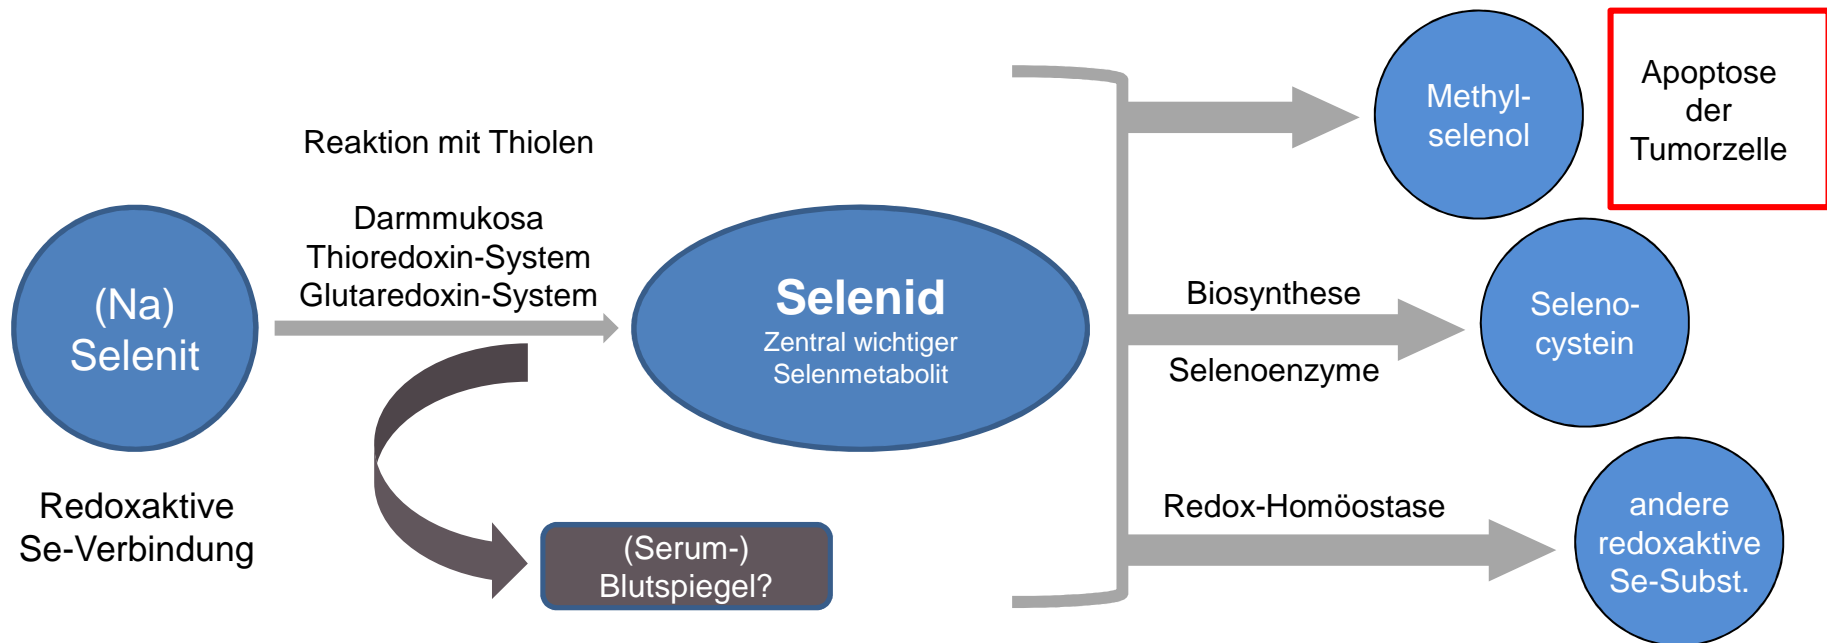 (Na)
Selenit
Redoxaktive
Se-Verbindung
Reaktion mit Thiolen
Darmmukosa
Thioredoxin-System
Glutaredoxin-System
(Serum-)
Blutspiegel?
Selenid
Zentral wichtiger
Selenmetabolit
Methyl-
selenol
Apoptose
der
Tumorzelle
Biosynthese
Selenoenzyme
Seleno-
cystein
Redox-Homöostase
andere
redoxaktive
Se-Subst.